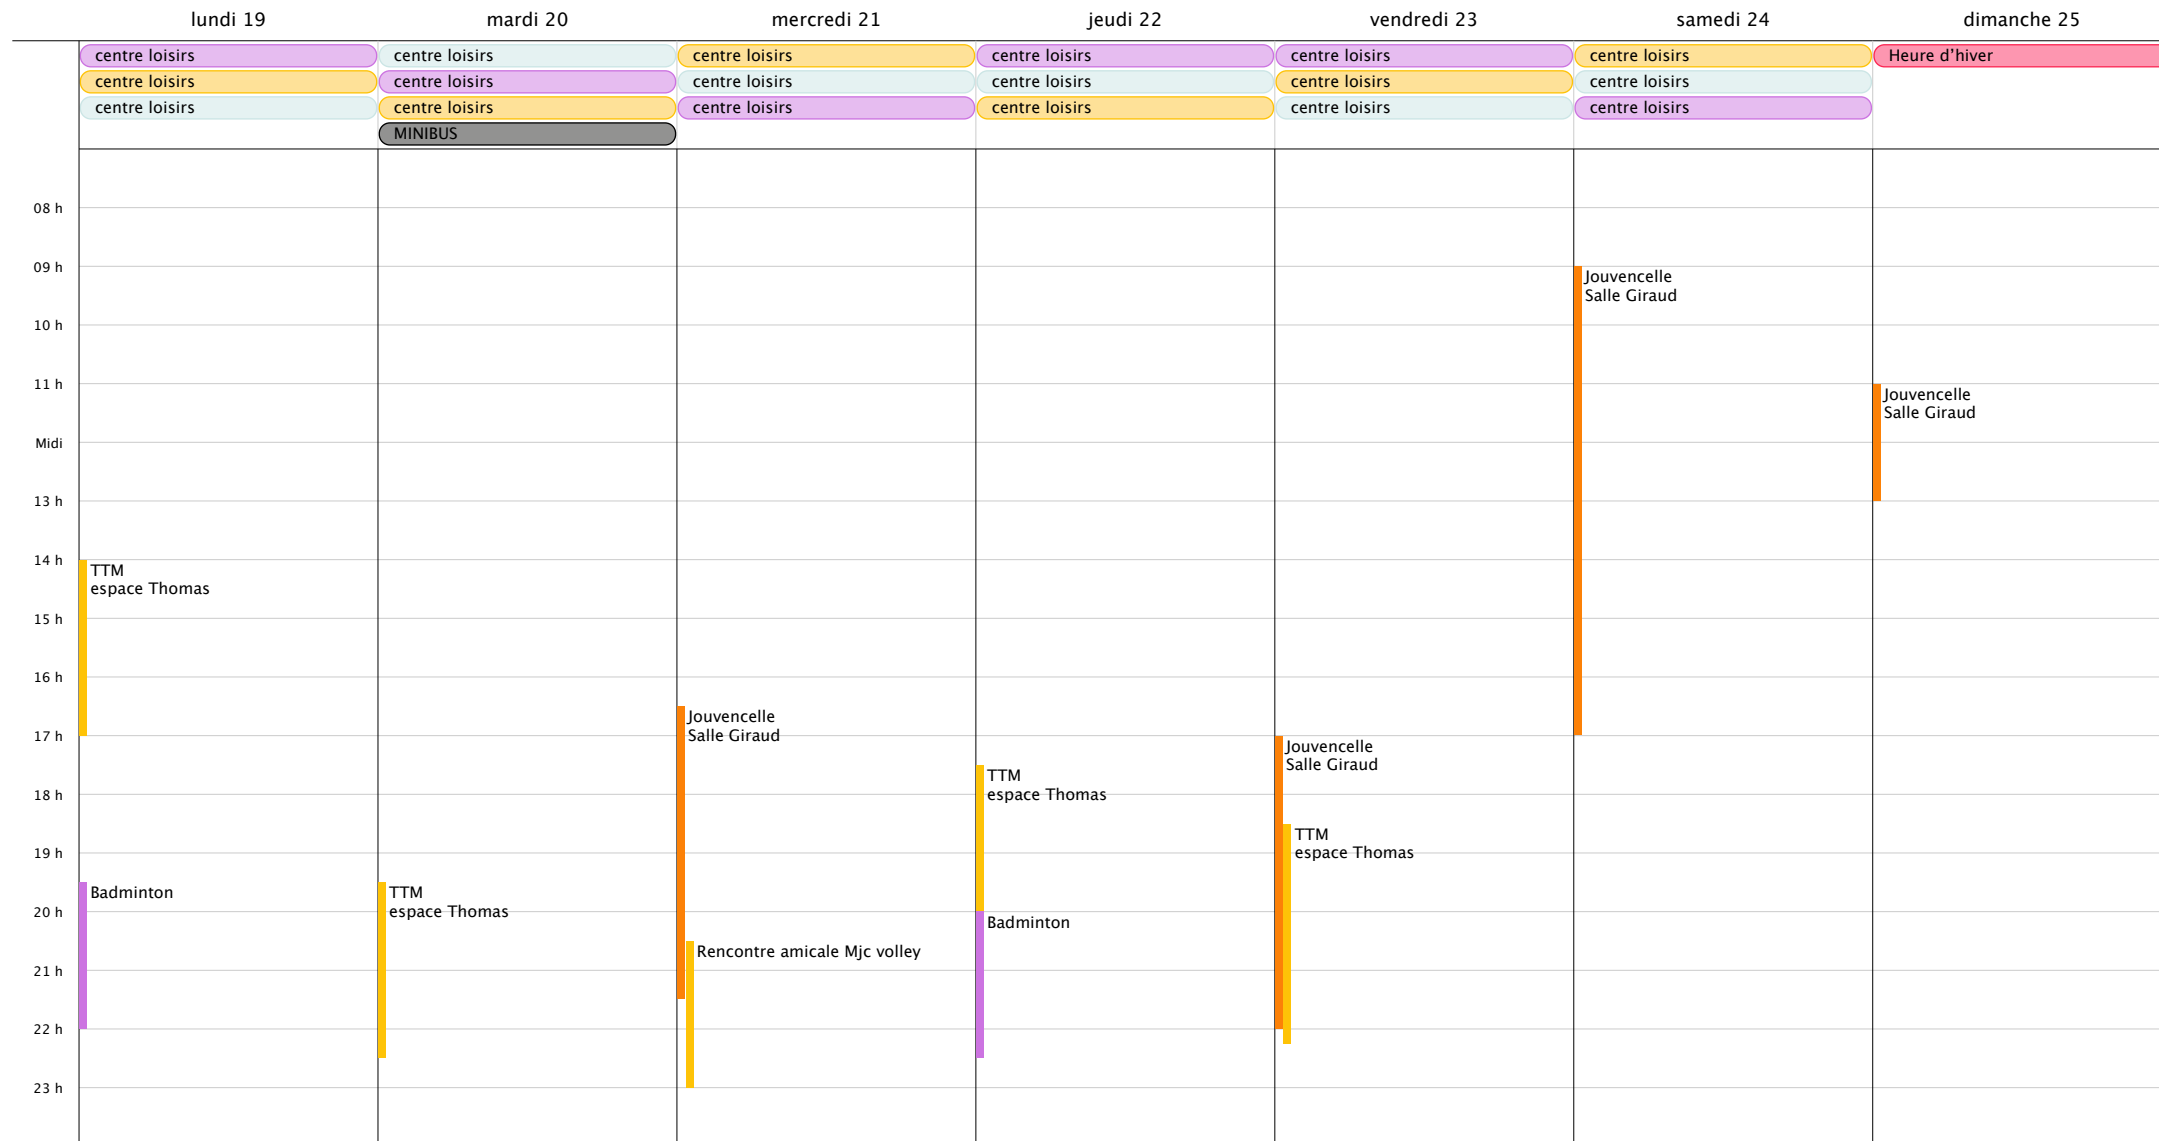 lundi 19
mardi 20
mercredi 21
jeudi 22
vendredi 23
samedi 24
dimanche 25
centre loisirs
centre loisirs
centre loisirs
centre loisirs
centre loisirs
centre loisirs
Heure d’hiver
centre loisirs
centre loisirs
centre loisirs
centre loisirs
centre loisirs
centre loisirs
centre loisirs
centre loisirs
centre loisirs
centre loisirs
centre loisirs
centre loisirs
MINIBUS
08 h
09 h
Jouvencelle
Salle Giraud
10 h
11 h
Jouvencelle
Salle Giraud
Midi
13 h
14 h
TTM
espace Thomas
15 h
16 h
Jouvencelle
Salle Giraud
17 h
Jouvencelle
Salle Giraud
TTM
espace Thomas
18 h
TTM
espace Thomas
19 h
Badminton
TTM
espace Thomas
20 h
Badminton
Rencontre amicale Mjc volley
21 h
22 h
23 h